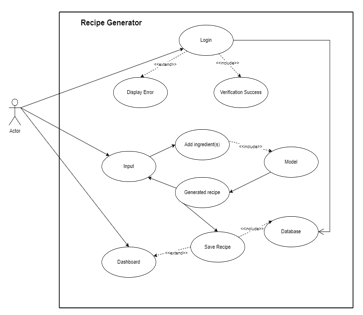 Recipe Generator
Login
<<extend>>
<<include>>
Display Error
Verification Success
Actor
Add ingredient(s)
<<include>>
Input
Model
Generated recipe
Database
Save Recipe
<<include>>
<<extend>>
Dashboard